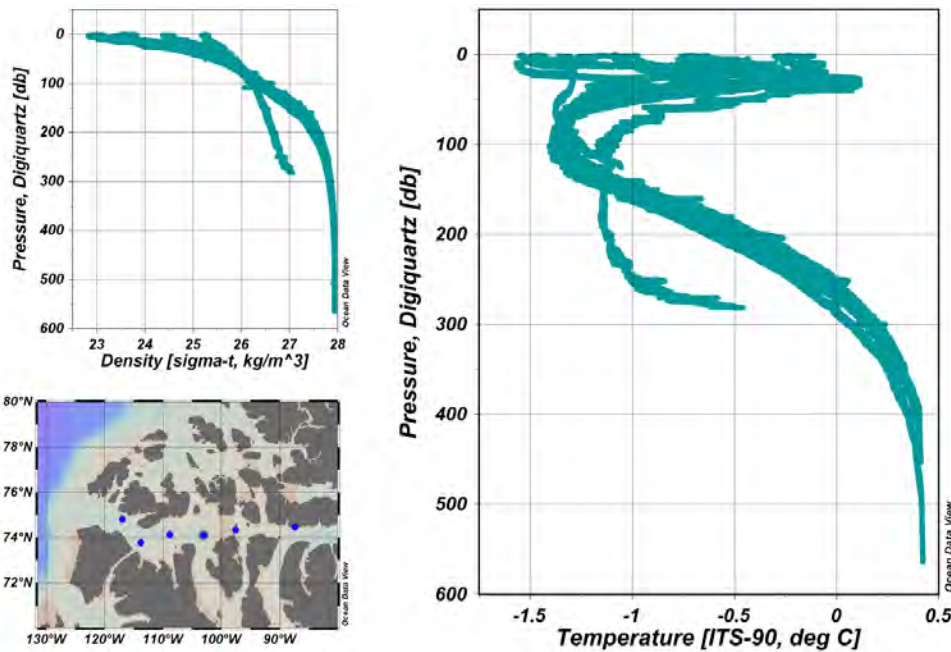 0
100
200
300
400
500
600
Pressure, Digiquartz [db]
23 24 25 26 27 28
Density [sigma-t, kg/m^3]
Ocean Data View
80°N
78°N
76°N
74°N
72°N
130°W 120°W 110°W 100°W 90°W
Ocean Data View
0
100
200
300
400
500
600
Pressure, Digiquartz [db]
-1.5 -1 -0.5 0 0.5
Temperature [ITS-90, deg C]
Ocean Data View